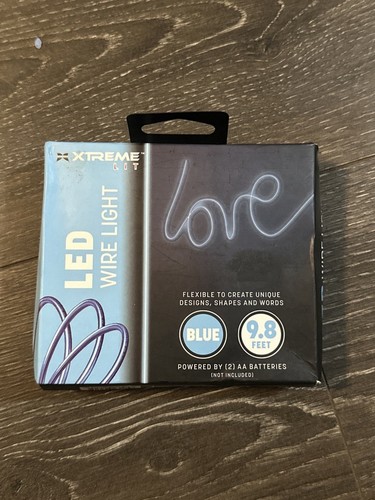 XTREME™
LIT
LED
WIRE LIGHT
love
FLEXIBLE TO CREATE UNIQUE
DESIGNS, SHAPES AND WORDS
BLUE
9.8
FEET
POWERED BY (2) AA BATTERIES
(NOT INCLUDED)